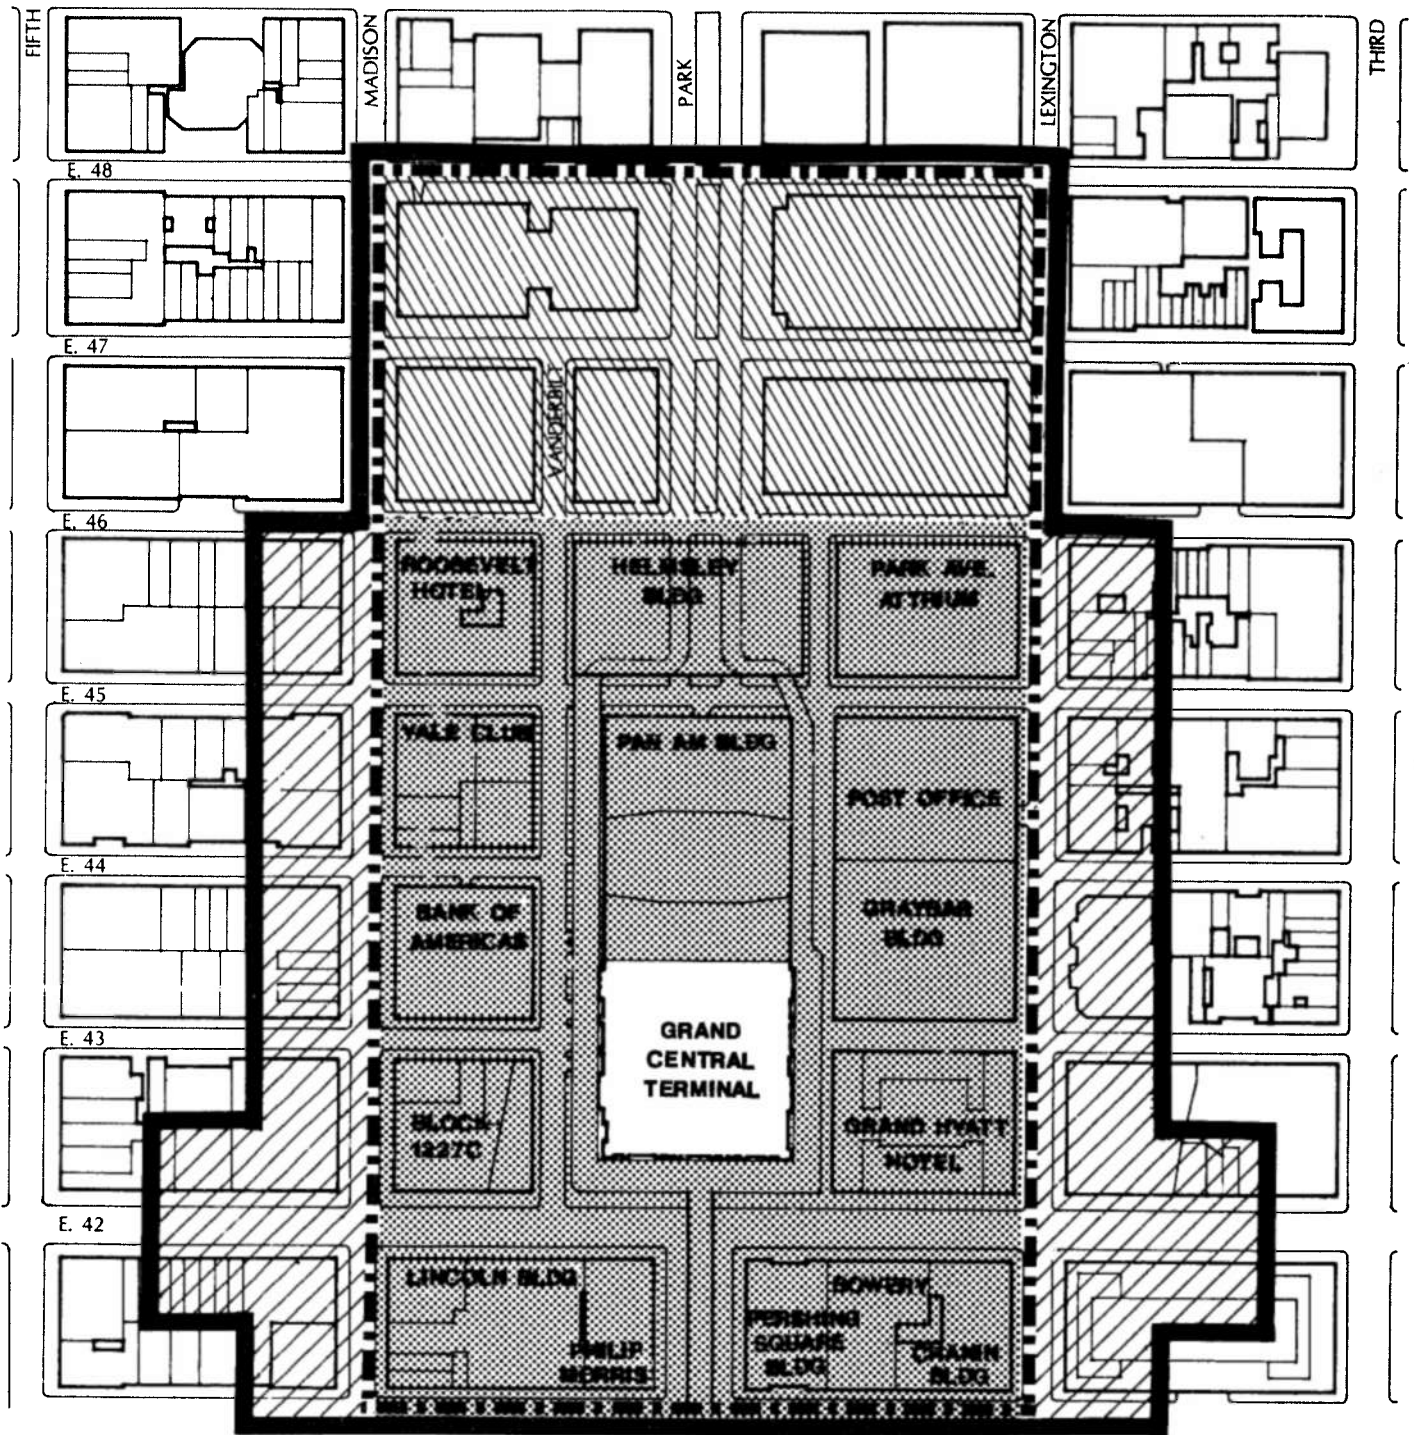 FIFTH
MADISON
PARK
LEXINGTON
THIRD
E. 48
E. 47
VANDERBILT
E. 46
ROOSEVELT
HOTEL
HELMSLEY
BLDG
PARK AVE.
ATTRIUM
E. 45
YALE CLUB
PAN AM BLDG
POST OFFICE
E. 44
BANK OF
AMERICAS
GRAYBAR
BLDG
E. 43
GRAND
CENTRAL
TERMINAL
BLOCK
1227C
GRAND HYATT
HOTEL
E. 42
LINCOLN BLDG
PHILIP
MORRIS
BOWERY
PERSHING
SQUARE
BLDG
CHANIN
BLDG